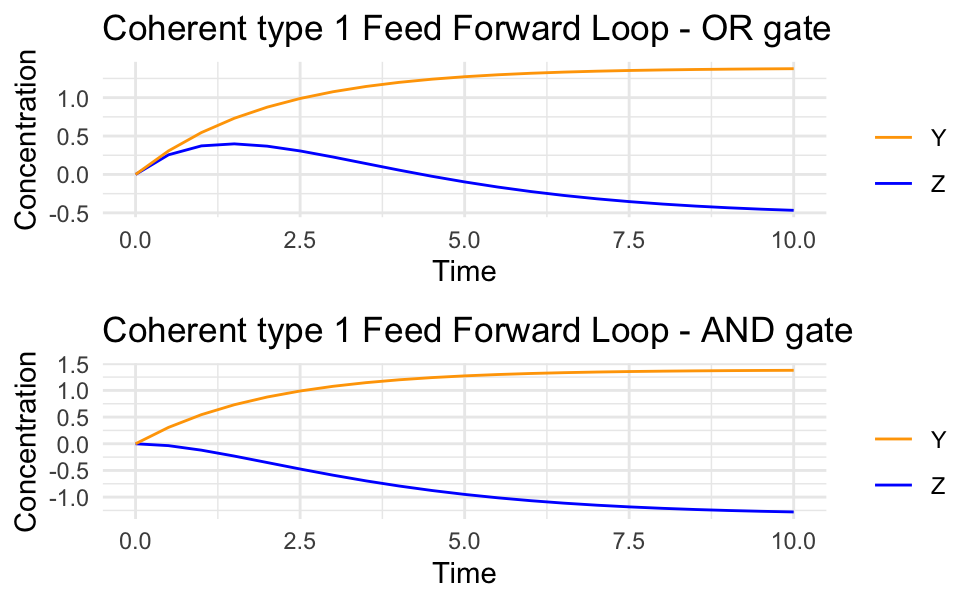 Coherent type 1 Feed Forward Loop - OR gate
Concentration
1.0
0.5
0.0
-0.5
0.0 2.5 5.0 7.5 10.0
Time
Y
Z
Coherent type 1 Feed Forward Loop - AND gate
Concentration
1.5
1.0
0.5
0.0
-0.5
-1.0
0.0 2.5 5.0 7.5 10.0
Time
Y
Z